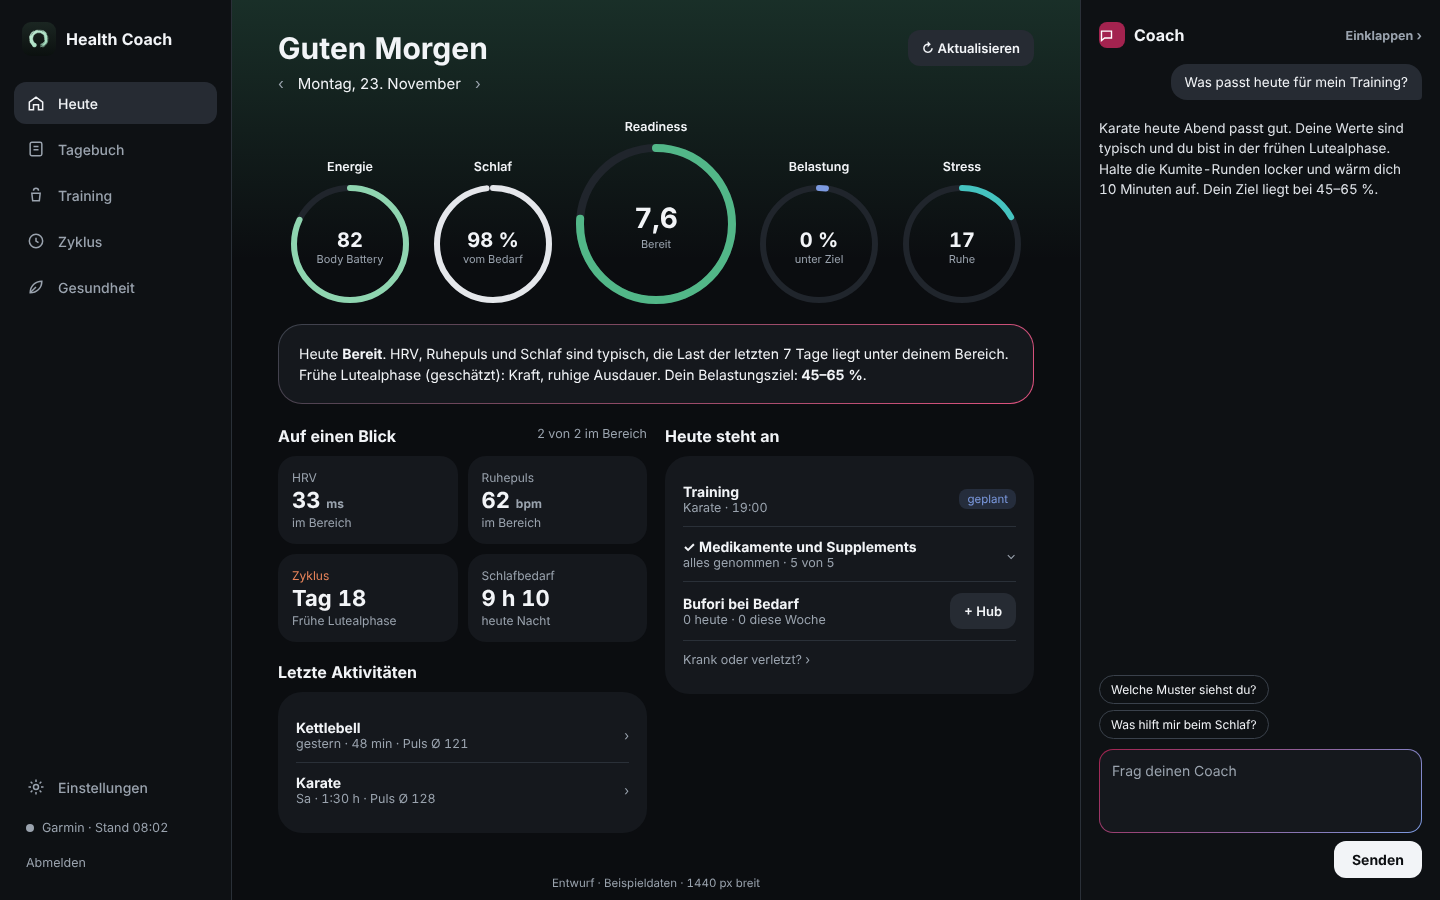 Health Coach
Heute
Tagebuch
Training
Zyklus
Gesundheit
Einstellungen
Garmin · Stand 08:02
Abmelden
Guten Morgen
‹ Montag, 23. November ›
↻ Aktualisieren
Energie
82
Body Battery
Schlaf
98 %
vom Bedarf
Readiness
7,6
Bereit
Belastung
0 %
unter Ziel
Stress
17
Ruhe
Heute Bereit. HRV, Ruhepuls und Schlaf sind typisch, die Last der letzten 7 Tage liegt unter deinem Bereich.
Frühe Lutealphase (geschätzt): Kraft, ruhige Ausdauer. Dein Belastungsziel: 45–65 %.
Auf einen Blick
2 von 2 im Bereich
HRV
33 ms
im Bereich
Ruhepuls
62 bpm
im Bereich
Zyklus
Tag 18
Frühe Lutealphase
Schlafbedarf
9 h 10
heute Nacht
Letzte Aktivitäten
Kettlebell
gestern · 48 min · Puls Ø 121
›
Karate
Sa · 1:30 h · Puls Ø 128
›
Heute steht an
Training
Karate · 19:00
geplant
✓ Medikamente und Supplements
alles genommen · 5 von 5
Bufori bei Bedarf
0 heute · 0 diese Woche
+ Hub
Krank oder verletzt? ›
Entwurf · Beispieldaten · 1440 px breit
Coach
Einklappen ›
Was passt heute für mein Training?
Karate heute Abend passt gut. Deine Werte sind
typisch und du bist in der frühen Lutealphase.
Halte die Kumite-Runden locker und wärm dich
10 Minuten auf. Dein Ziel liegt bei 45–65 %.
Welche Muster siehst du?
Was hilft mir beim Schlaf?
Frag deinen Coach
Senden